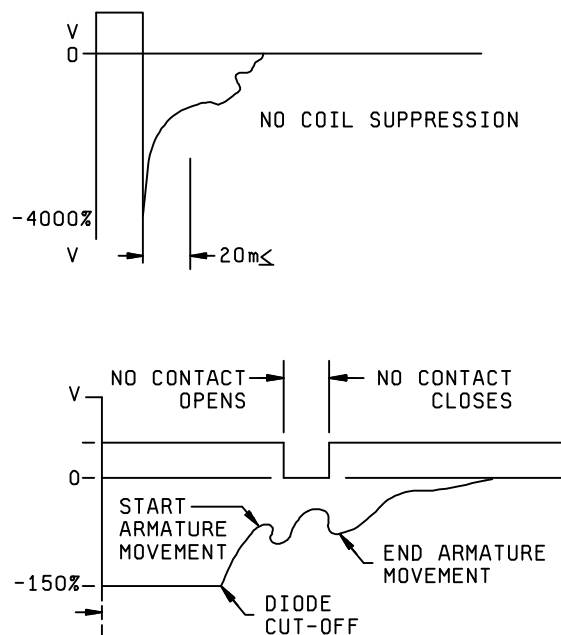 V
0
NO COIL SUPPRESSION
-4000%
V
20m≤
NO CONTACT
OPENS
NO CONTACT
CLOSES
V
0
START
ARMATURE
MOVEMENT
END ARMATURE
MOVEMENT
-150%
DIODE
CUT-OFF